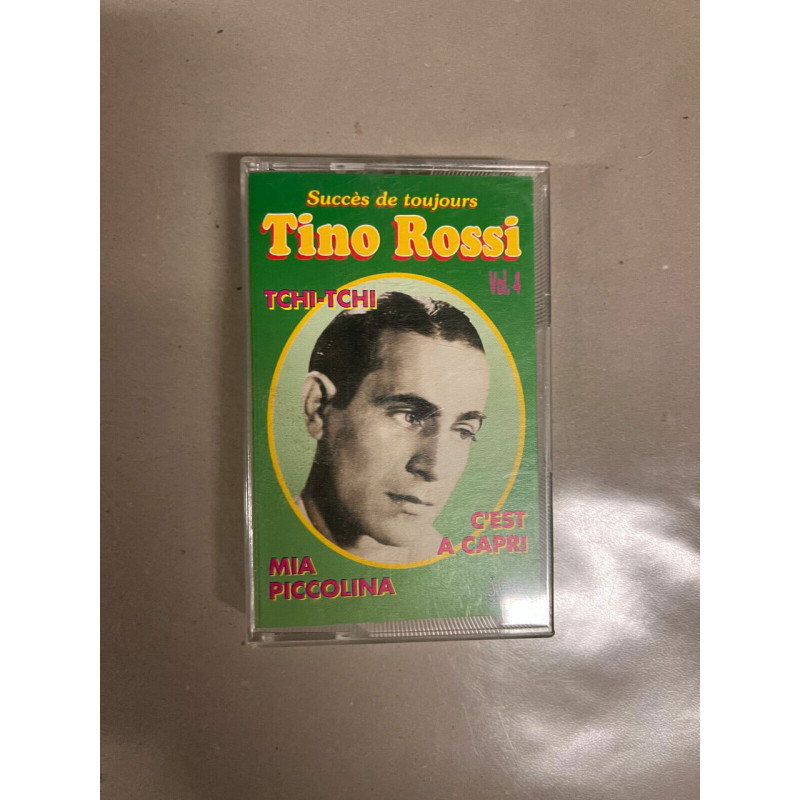 Succès de toujours
Tino Rossi
Vol. 4
TCHI-TCHI
C'EST
A CAPRI
MIA
PICCOLINA